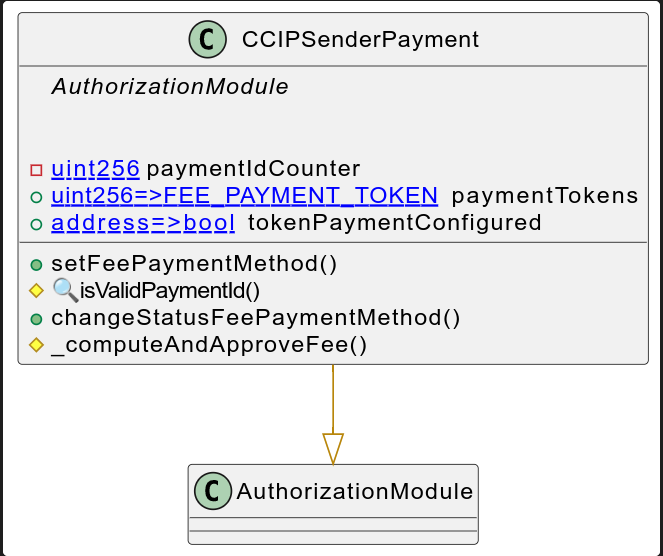 C CCIPSenderPayment
AuthorizationModule
uint256 paymentIdCounter
uint256=>FEE_PAYMENT_TOKEN paymentTokens
address=>bool tokenPaymentConfigured
setFeePaymentMethod()
🔍isValidPaymentId()
changeStatusFeePaymentMethod()
_computeAndApproveFee()
C AuthorizationModule